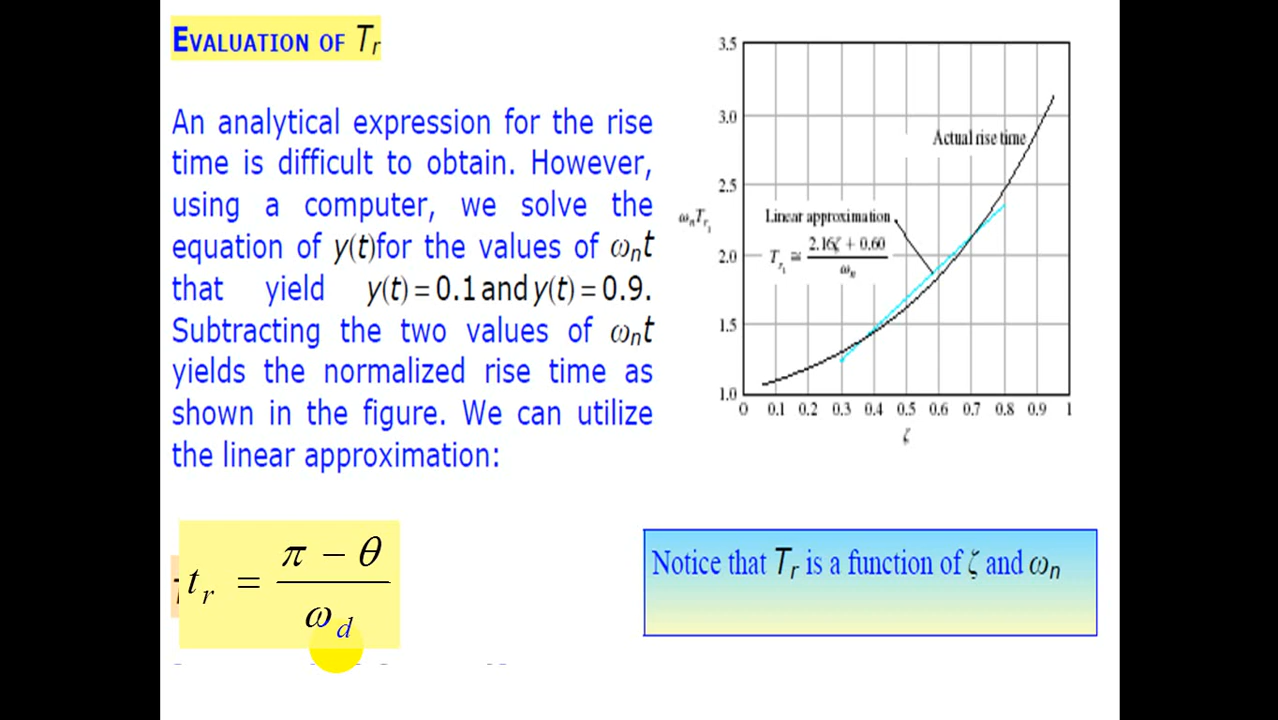 EVALUATION OF Tr
An analytical expression for the rise
time is difficult to obtain. However,
using a computer, we solve the
equation of y(t)for the values of ωnt
that yield y(t) = 0.1 and y(t) = 0.9.
Subtracting the two values of ωnt
yields the normalized rise time as
shown in the figure. We can utilize
the linear approximation:
tr = π − θ / ωd
3.5
3.0
2.5
2.0
1.5
1.0
ωnTr1
Actual rise time
Linear approximation
Tr1 ≅ 2.16ζ + 0.60 / ωn
0 0.1 0.2 0.3 0.4 0.5 0.6 0.7 0.8 0.9 1
ζ
Notice that Tr is a function of ζ and ωn